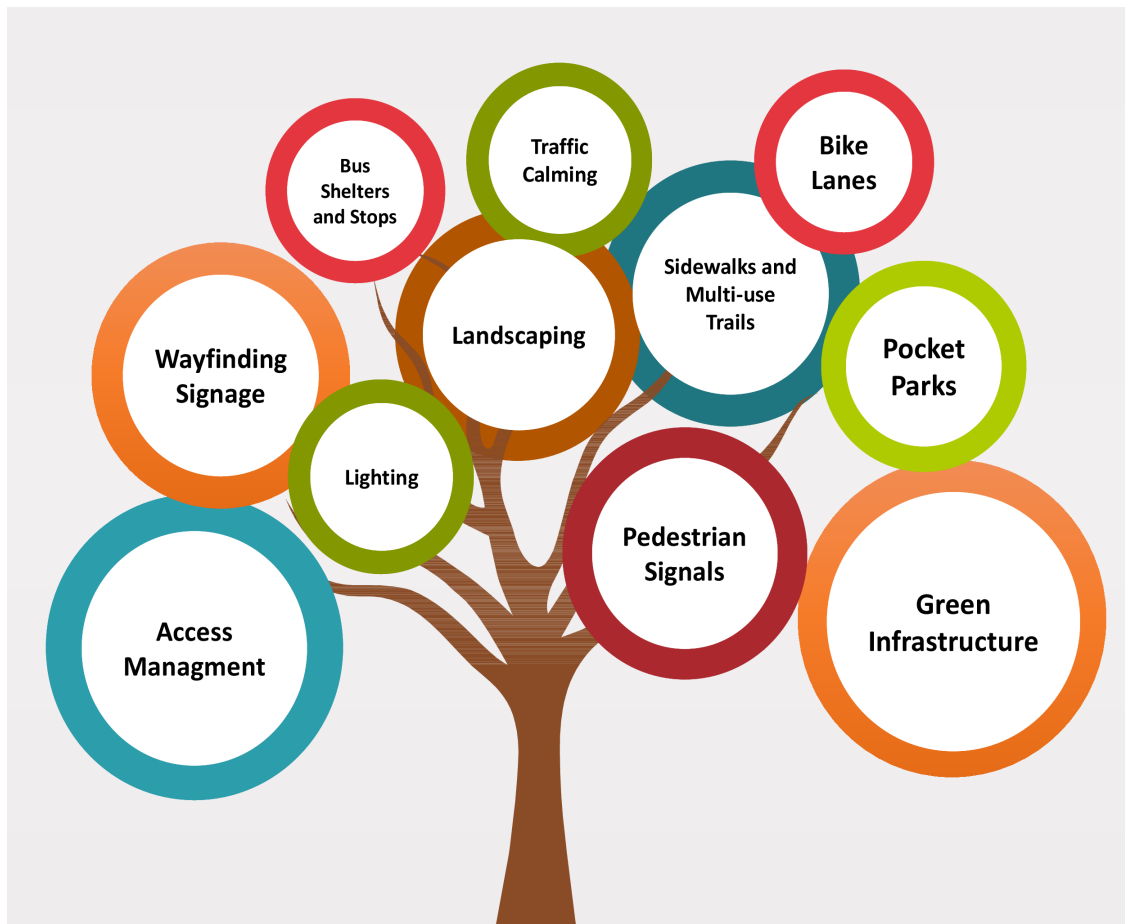 Bus
Shelters
and Stops
Traffic
Calming
Bike
Lanes
Sidewalks and
Multi-use
Trails
Landscaping
Wayfinding
Signage
Pocket
Parks
Lighting
Pedestrian
Signals
Access
Managment
Green
Infrastructure